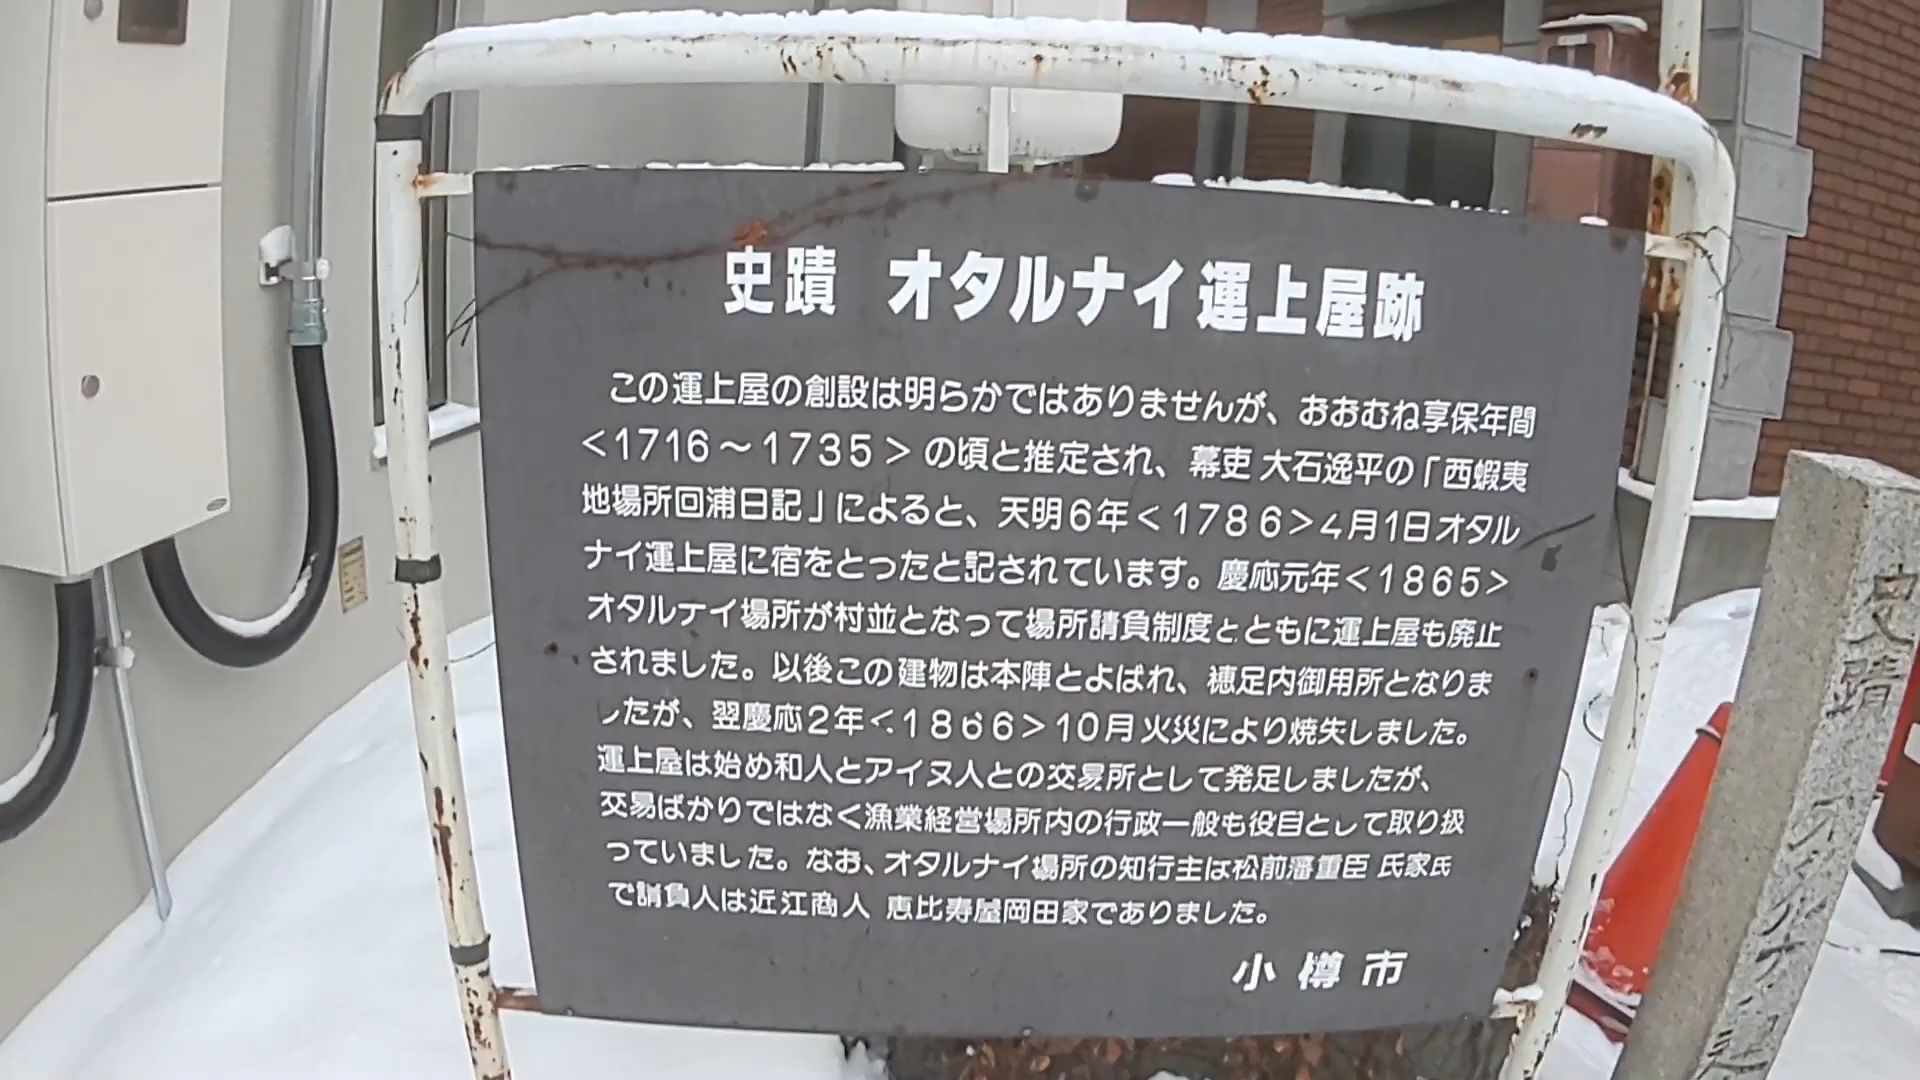 史蹟 オタルナイ運上屋跡
この運上屋の創設は明らかではありませんが、おおむね享保年間
<1716～1735>の頃と推定され、幕吏 大石逸平の「西蝦夷
地場所回浦日記」によると、天明6年<1786>4月1日オタル
ナイ運上屋に宿をとったと記されています。慶応元年<1865>
オタルナイ場所が村並となって場所請負制度とともに運上屋も廃止
されました。以後この建物は本陣とよばれ、穂足内御用所となりま
したが、翌慶応2年<1866>10月火災により焼失しました。
運上屋は始め和人とアイヌ人との交易所として発足しましたが、
交易ばかりではなく漁業経営場所内の行政一般も役目として取り扱
っていました。なお、オタルナイ場所の知行主は松前藩重臣 氏家氏
で請負人は近江商人 恵比寿屋岡田家でありました。
小樽市
史蹟 オタルナイ運